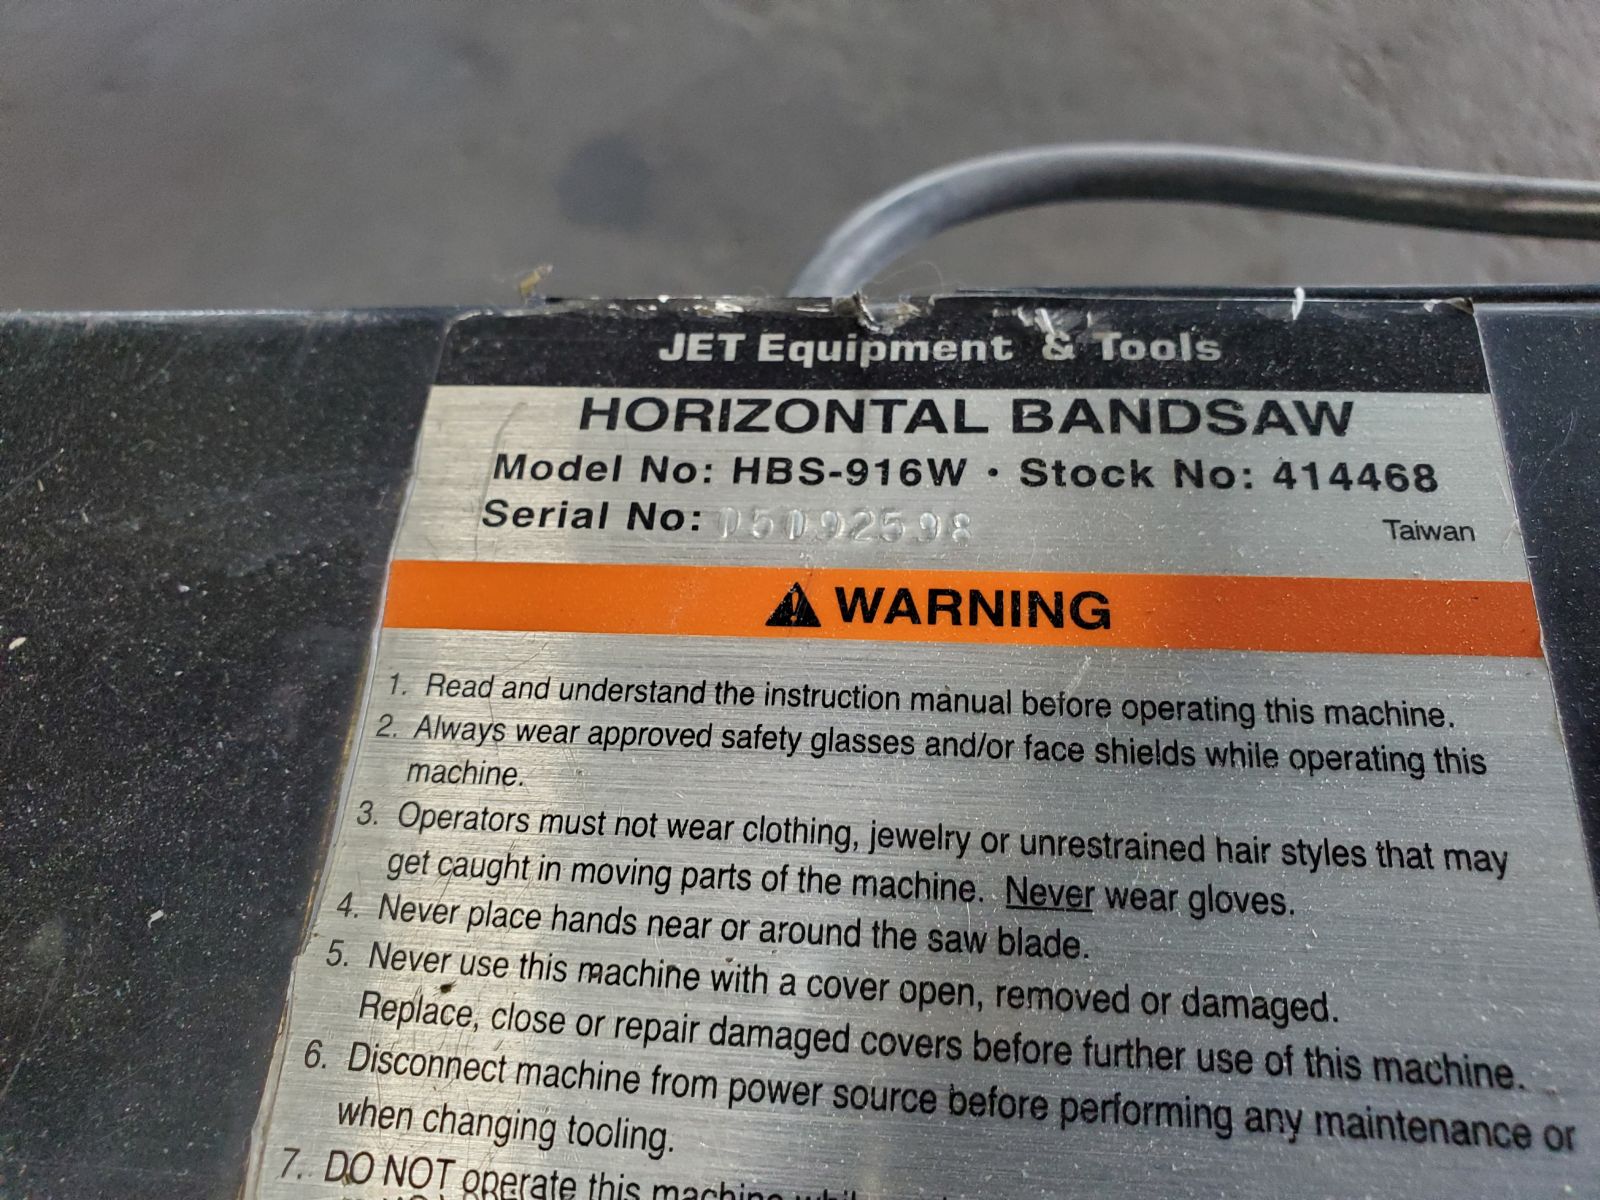 JET Equipment & Tools
HORIZONTAL BANDSAW
Model No: HBS-916W • Stock No: 414468
Serial No: 05092598
Taiwan
⚠ WARNING
1. Read and understand the instruction manual before operating this machine.
2. Always wear approved safety glasses and/or face shields while operating this
machine.
3. Operators must not wear clothing, jewelry or unrestrained hair styles that may
get caught in moving parts of the machine. Never wear gloves.
4. Never place hands near or around the saw blade.
5. Never use this machine with a cover open, removed or damaged.
Replace, close or repair damaged covers before further use of this machine.
6. Disconnect machine from power source before performing any maintenance or
when changing tooling.
7. DO NOT operate this machine